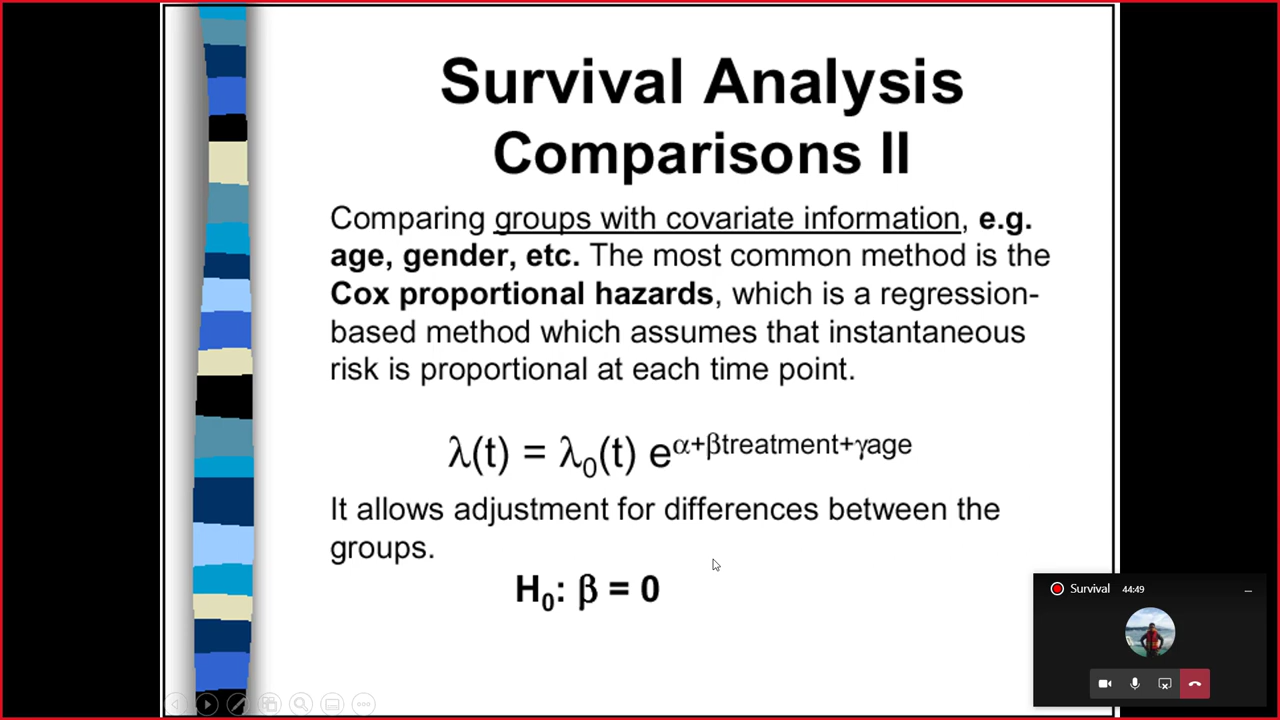 Survival Analysis
Comparisons II
Comparing groups with covariate information, e.g.
age, gender, etc. The most common method is the
Cox proportional hazards, which is a regression-
based method which assumes that instantaneous
risk is proportional at each time point.
λ(t) = λ₀(t) e^α+βtreatment+γage
It allows adjustment for differences between the
groups.
H₀: β = 0
Survival 44:49